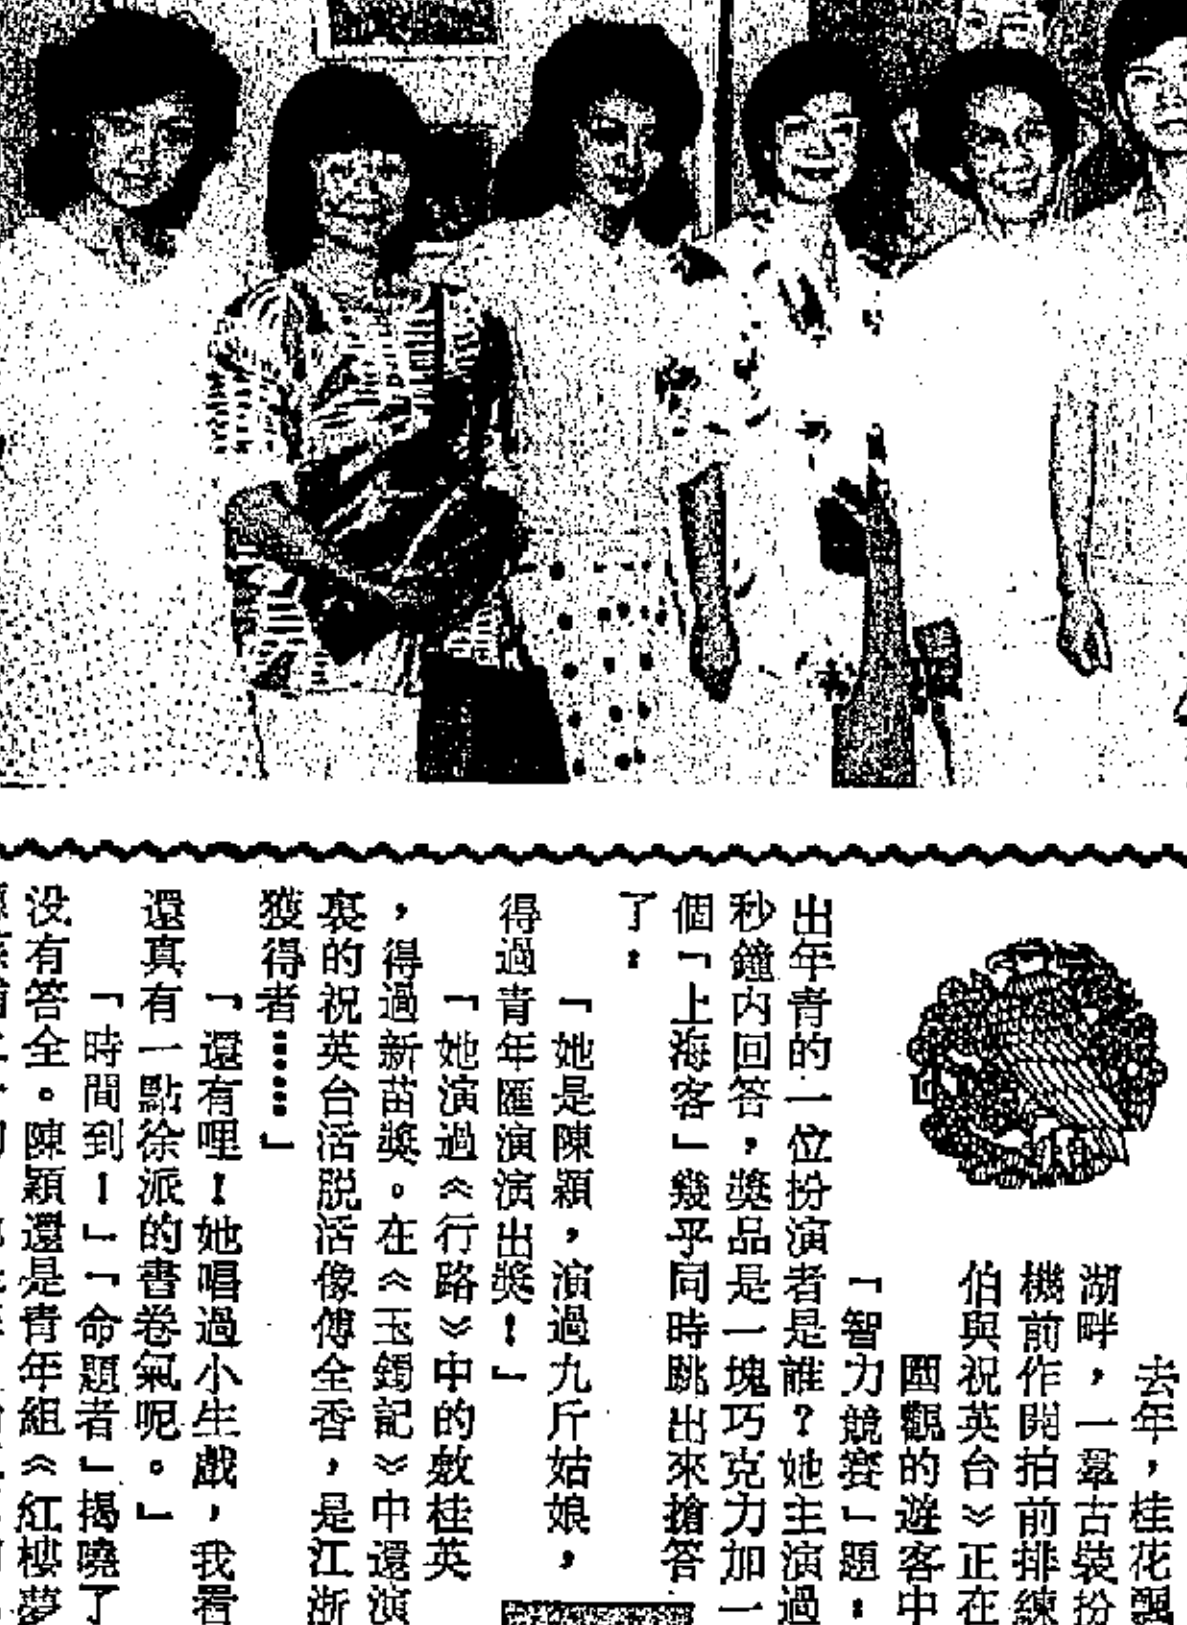 去年，桂花飄
湖畔，一羣古裝扮
機前作開拍前排練
伯與祝英台》正在
圍觀的遊客中
「智力競賽」題：
出年青的一位扮演者是誰？她主演過
秒鐘内回答，獎品是一塊巧克力加一
個「上海客」幾乎同時跳出來搶答
了：
「她是陳穎，演過九斤姑娘，
得過青年匯演演出獎！」
「她演過《行路》中的敫桂英
，得過新苗獎。在《玉鐲記》中還演
裏的祝英台活脱活像傅全香，是江浙
獲得者……」
「還有哩！她唱過小生戲，我看
還真有一點徐派的書卷氣呢。」
「時間到！」「命題者」揭曉了
没有答全。陳穎還是青年組《紅樓夢